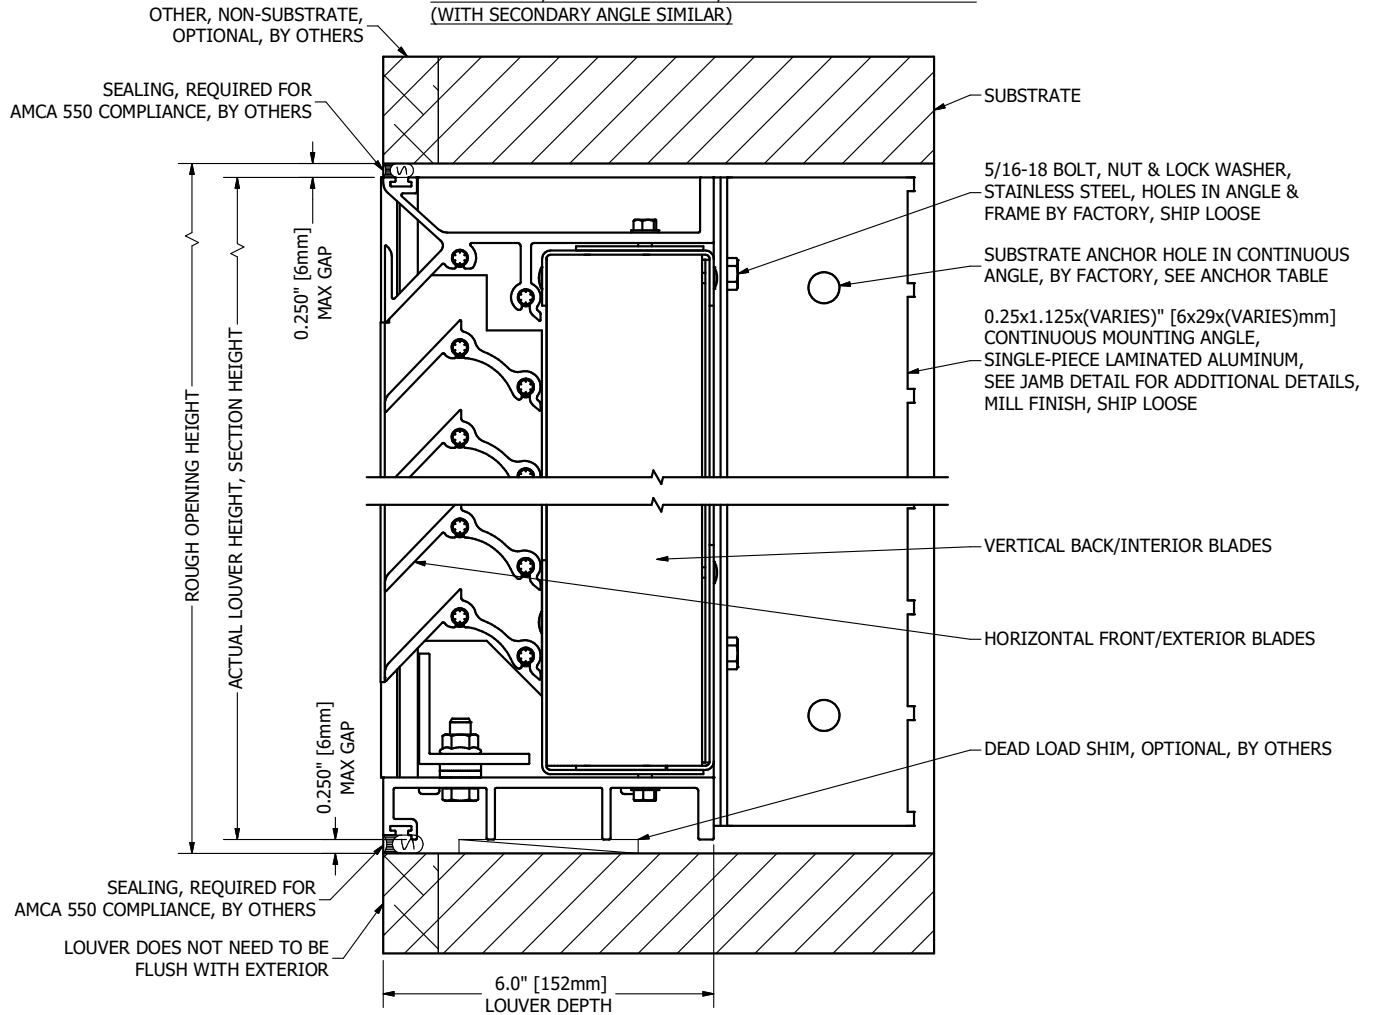 (WITH SECONDARY ANGLE SIMILAR)
OTHER, NON-SUBSTRATE,
OPTIONAL, BY OTHERS
SEALING, REQUIRED FOR
AMCA 550 COMPLIANCE, BY OTHERS
SUBSTRATE
5/16-18 BOLT, NUT & LOCK WASHER,
STAINLESS STEEL, HOLES IN ANGLE &
FRAME BY FACTORY, SHIP LOOSE
SUBSTRATE ANCHOR HOLE IN CONTINUOUS
ANGLE, BY FACTORY, SEE ANCHOR TABLE
0.25x1.125x(VARIES)" [6x29x(VARIES)mm]
CONTINUOUS MOUNTING ANGLE,
SINGLE-PIECE LAMINATED ALUMINUM,
SEE JAMB DETAIL FOR ADDITIONAL DETAILS,
MILL FINISH, SHIP LOOSE
0.250" [6mm]
MAX GAP
ROUGH OPENING HEIGHT
ACTUAL LOUVER HEIGHT, SECTION HEIGHT
VERTICAL BACK/INTERIOR BLADES
HORIZONTAL FRONT/EXTERIOR BLADES
0.250" [6mm]
MAX GAP
DEAD LOAD SHIM, OPTIONAL, BY OTHERS
SEALING, REQUIRED FOR
AMCA 550 COMPLIANCE, BY OTHERS
LOUVER DOES NOT NEED TO BE
FLUSH WITH EXTERIOR
6.0" [152mm]
LOUVER DEPTH